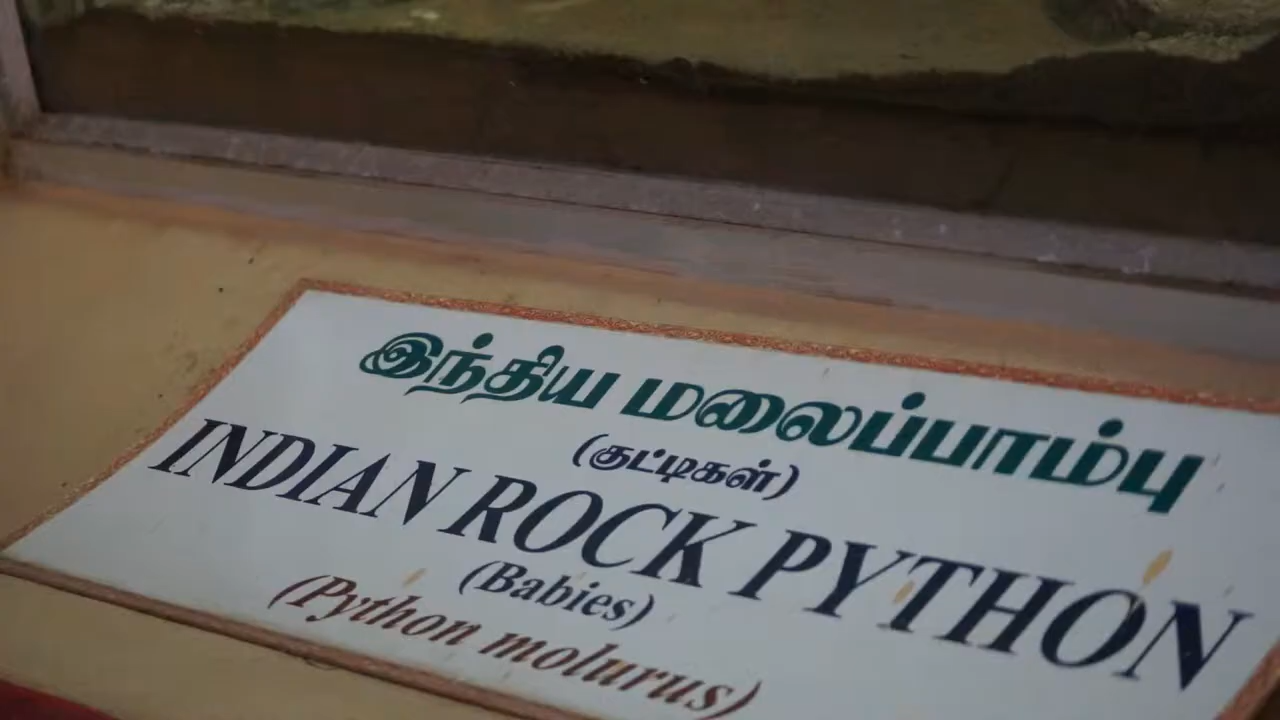 இந்திய மலைப்பாம்பு
(குட்டிகள்)
INDIAN ROCK PYTHON
(Babies)
(Python molurus)